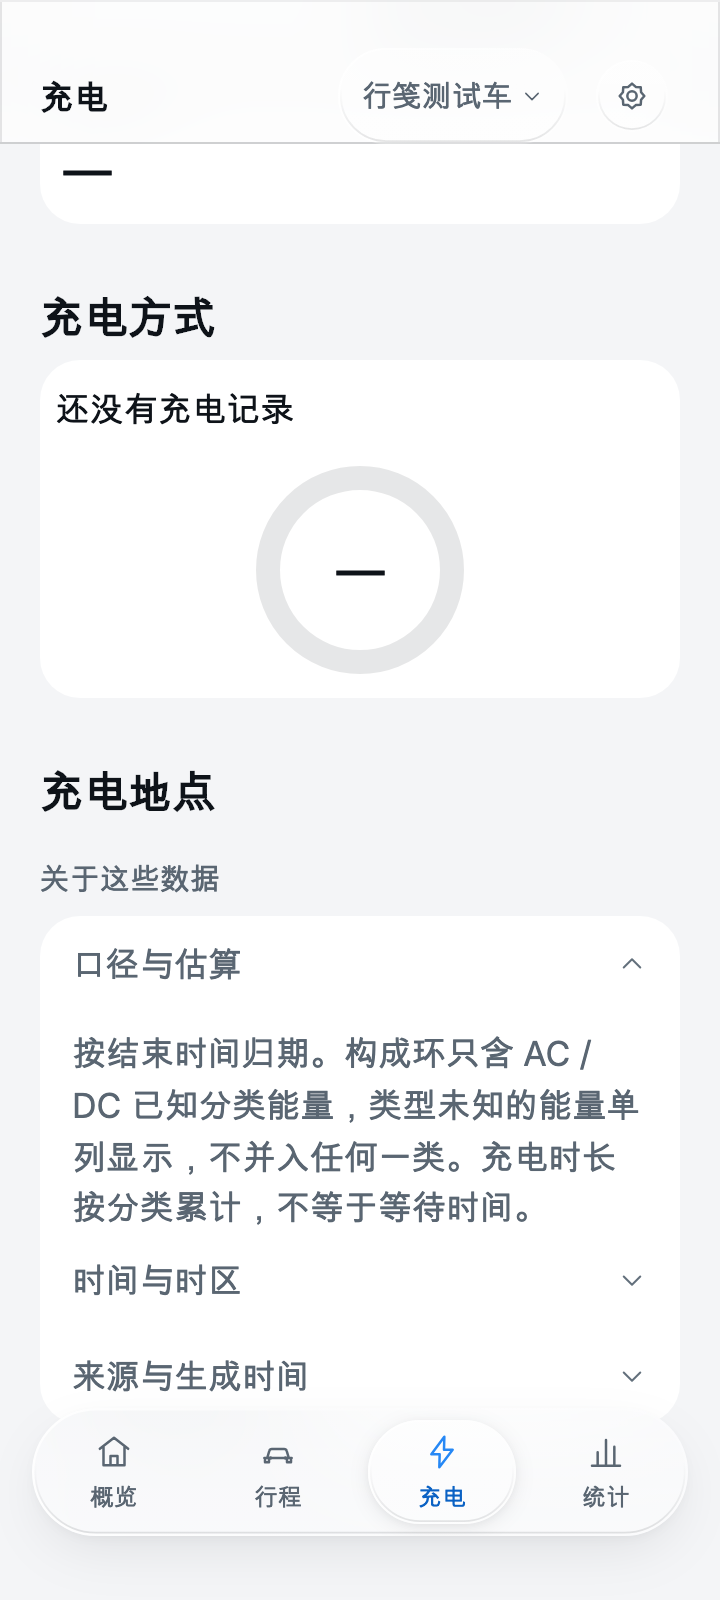 充电
行笺测试车
—
充电方式
还没有充电记录
—
充电地点
关于这些数据
口径与估算
按结束时间归期。构成环只含 AC /
DC 已知分类能量，类型未知的能量单
列显示，不并入任何一类。充电时长
按分类累计，不等于等待时间。
时间与时区
来源与生成时间
概览
行程
充电
统计